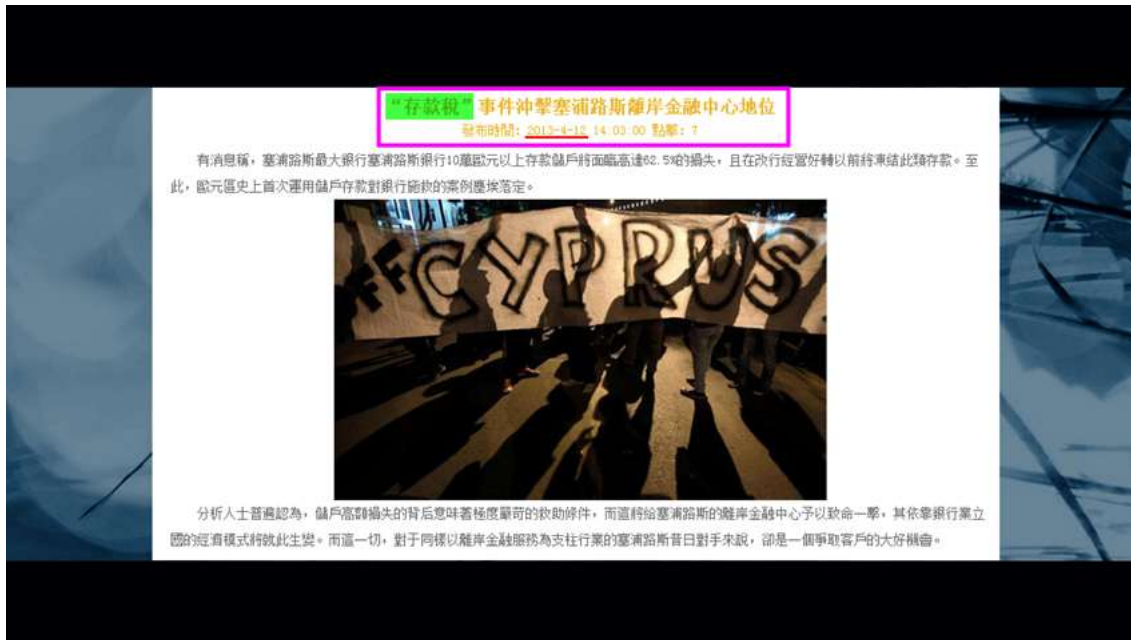 “存款稅” 事件沖擊塞浦路斯離岸金融中心地位
發布時間: 2013-4-12 14:03:00 點擊: 7
有消息稱，塞浦路斯最大銀行塞浦路斯銀行10萬歐元以上存款儲戶將面臨高達62.5%的損失，且在改行經營好轉以前將凍結此類存款。至
此，歐元區史上首次運用儲戶存款對銀行施救的案例塵埃落定。
OFF CYPRUS
分析人士普遍認為，儲戶高額損失的背后意味著極度嚴苛的救助條件，而這將給塞浦路斯的離岸金融中心予以致命一擊，其依靠銀行業立
國的經濟模式將就此生變。而這一切，對于同樣以離岸金融服務為支柱行業的塞浦路斯昔日對手來說，卻是一個爭取客戶的大好機會。